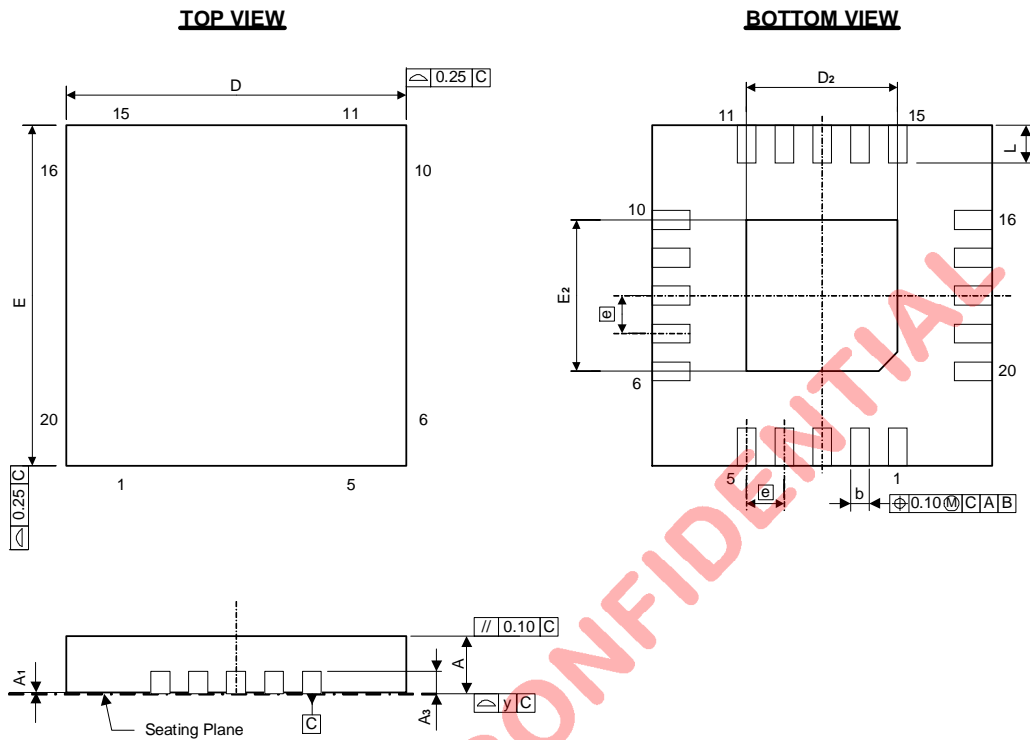 TOP VIEW
BOTTOM VIEW
D
⌓ 0.25 C
15 11
16 10
E
20 6
1 5
⌓ 0.25 C
D2
11 15
L
10 16
E2
e
6 20
5 1
e b
⌖ 0.10 Ⓜ C A B
// 0.10 C
A
A1
A3
⌓ y C
C
Seating Plane
CONFIDENTIAL